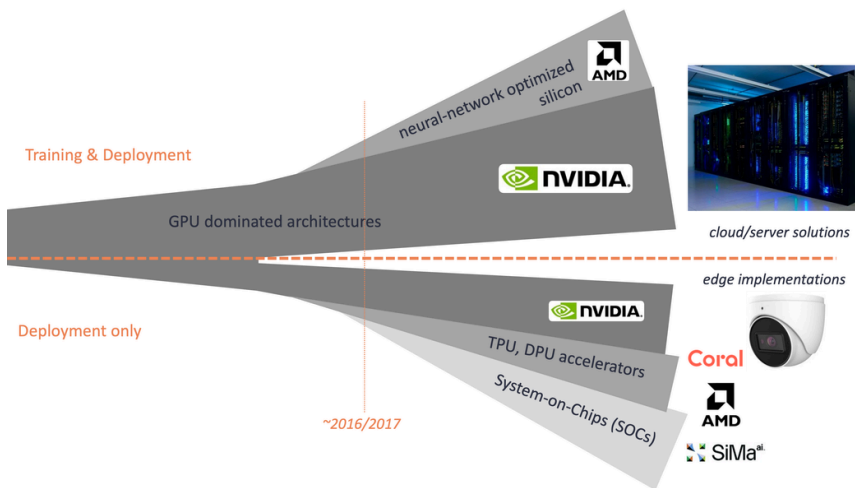 neural-network optimized
silicon
AMD
Training & Deployment
NVIDIA.
GPU dominated architectures
cloud/server solutions
edge implementations
Deployment only
NVIDIA.
TPU, DPU accelerators
Coral
System-on-Chips (SOCs)
AMD
~2016/2017
SiMa ai.